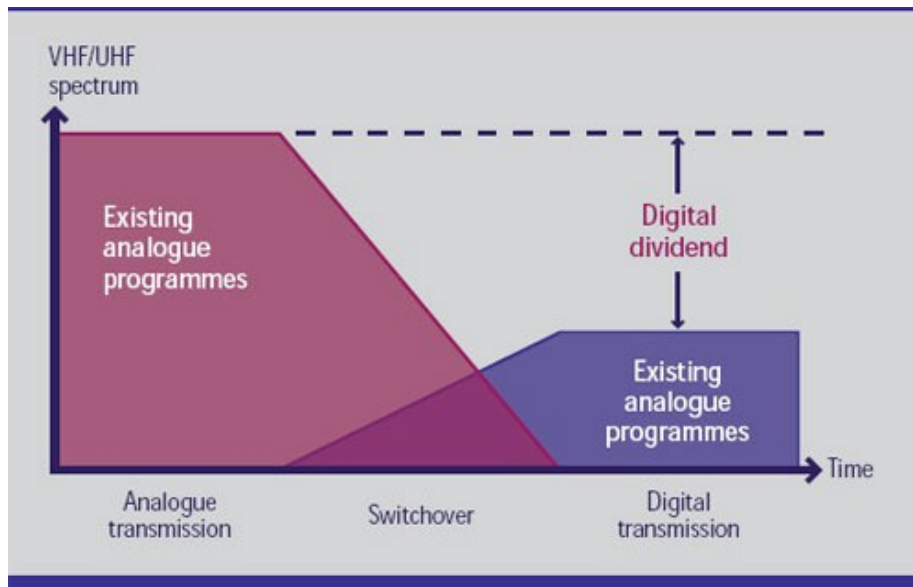 VHF/UHF
spectrum
Existing
analogue
programmes
Digital
dividend
Existing
analogue
programmes
Time
Analogue
transmission
Switchover
Digital
transmission